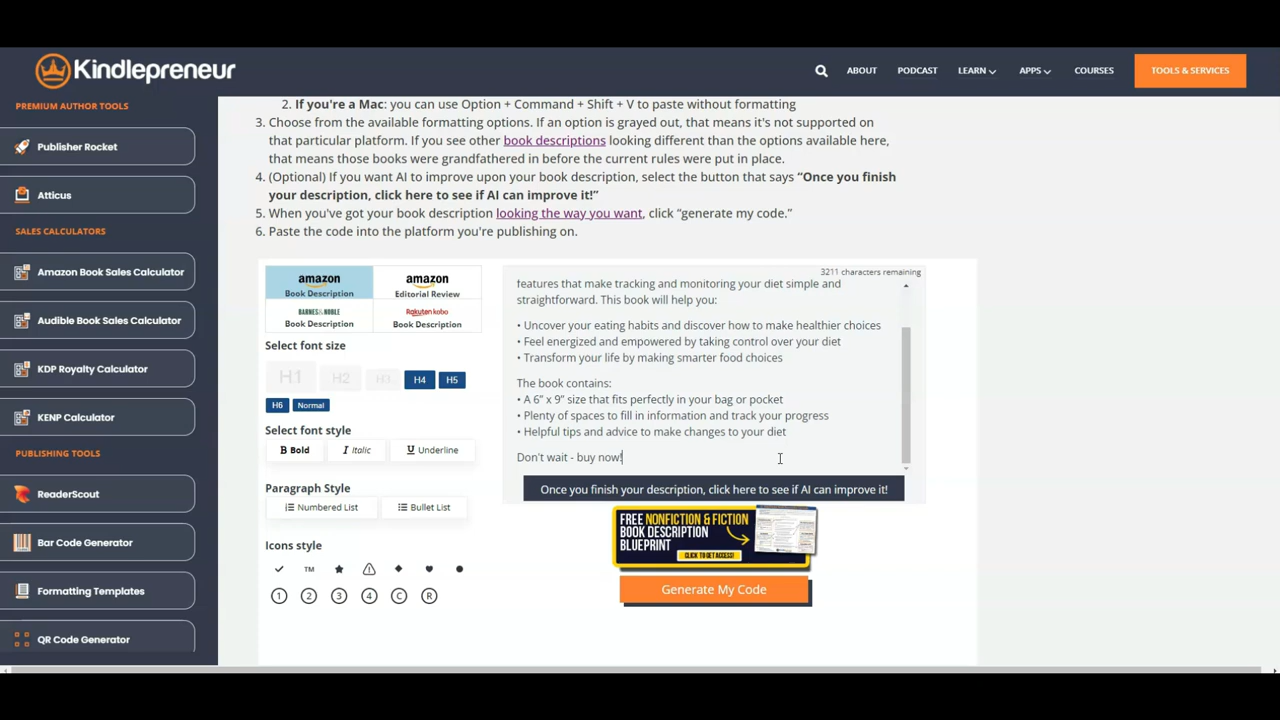 Kindlepreneur
ABOUT
PODCAST
LEARN
APPS
COURSES
TOOLS & SERVICES
PREMIUM AUTHOR TOOLS
Publisher Rocket
Atticus
SALES CALCULATORS
Amazon Book Sales Calculator
Audible Book Sales Calculator
KDP Royalty Calculator
KENP Calculator
PUBLISHING TOOLS
ReaderScout
Bar Code Generator
Formatting Templates
QR Code Generator
2. If you're a Mac: you can use Option + Command + Shift + V to paste without formatting
3. Choose from the available formatting options. If an option is grayed out, that means it's not supported on
that particular platform. If you see other book descriptions looking different than the options available here,
that means those books were grandfathered in before the current rules were put in place.
4. (Optional) If you want AI to improve upon your book description, select the button that says “Once you finish
your description, click here to see if AI can improve it!”
5. When you've got your book description looking the way you want, click “generate my code.”
6. Paste the code into the platform you're publishing on.
amazon
Book Description
amazon
Editorial Review
BARNES & NOBLE
Book Description
Rakuten kobo
Book Description
Select font size
H1
H2
H3
H4
H5
H6
Normal
Select font style
B Bold
I Italic
U Underline
Paragraph Style
Numbered List
Bullet List
Icons style
TM
1
2
3
4
C
R
3211 characters remaining
features that make tracking and monitoring your diet simple and
straightforward. This book will help you:
• Uncover your eating habits and discover how to make healthier choices
• Feel energized and empowered by taking control over your diet
• Transform your life by making smarter food choices
The book contains:
• A 6” x 9” size that fits perfectly in your bag or pocket
• Plenty of spaces to fill in information and track your progress
• Helpful tips and advice to make changes to your diet
Don't wait - buy now!
Once you finish your description, click here to see if AI can improve it!
FREE NONFICTION & FICTION
BOOK DESCRIPTION
BLUEPRINT
CLICK TO GET ACCESS!
Generate My Code